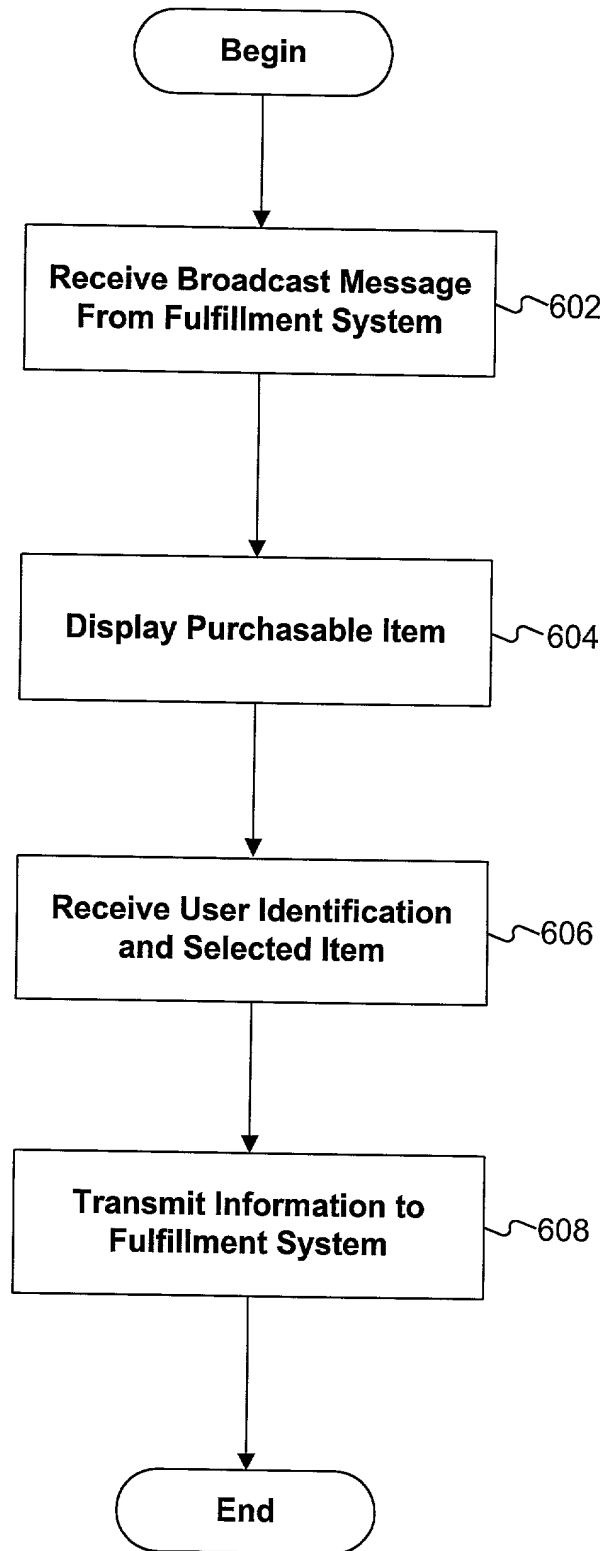 Begin
Receive Broadcast Message
From Fulfillment System
602
Display Purchasable Item
604
Receive User Identification
and Selected Item
606
Transmit Information to
Fulfillment System
608
End